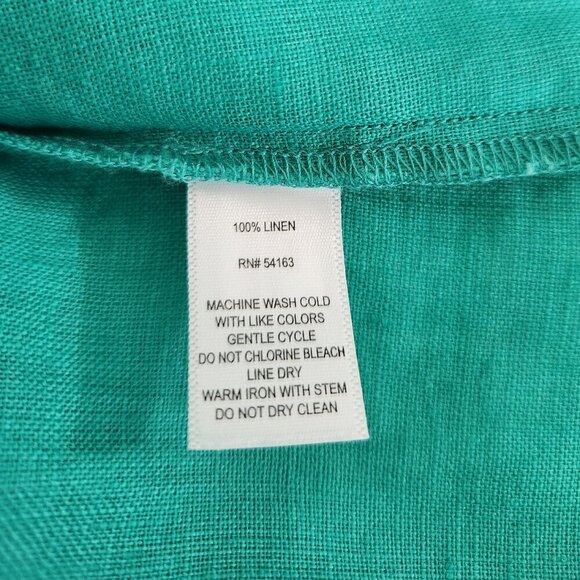 100% LINEN
RN# 54163
MACHINE WASH COLD
WITH LIKE COLORS
GENTLE CYCLE
DO NOT CHLORINE BLEACH
LINE DRY
WARM IRON WITH STEM
DO NOT DRY CLEAN